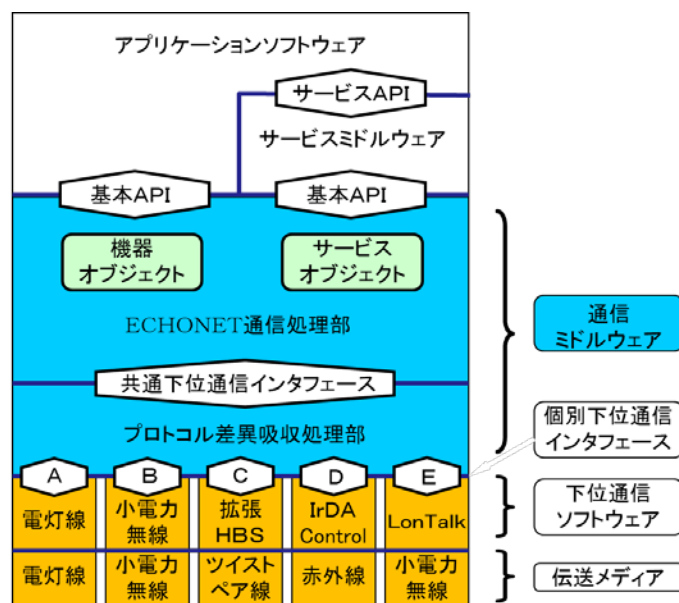 アプリケーションソフトウェア
サービスAPI
サービスミドルウェア
基本API
基本API
機器
オブジェクト
サービス
オブジェクト
ECHONET通信処理部
通信
ミドルウェア
共通下位通信インタフェース
プロトコル差異吸収処理部
個別下位通信
インタフェース
A
B
C
D
E
電灯線
小電力
無線
拡張
HBS
IrDA
Control
LonTalk
下位通信
ソフトウェア
電灯線
小電力
無線
ツイスト
ペア線
赤外線
小電力
無線
伝送メディア